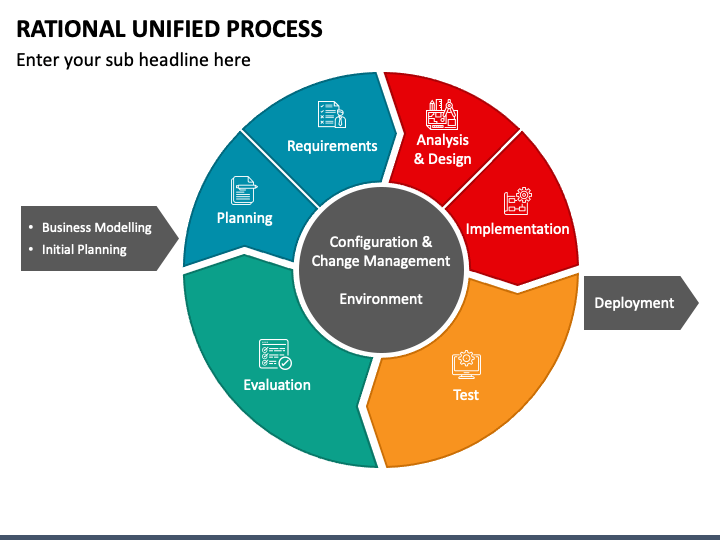 RATIONAL UNIFIED PROCESS
Enter your sub headline here
Requirements
Analysis
& Design
Planning
Implementation
• Business Modelling
• Initial Planning
Configuration &
Change Management
Environment
Deployment
Evaluation
Test